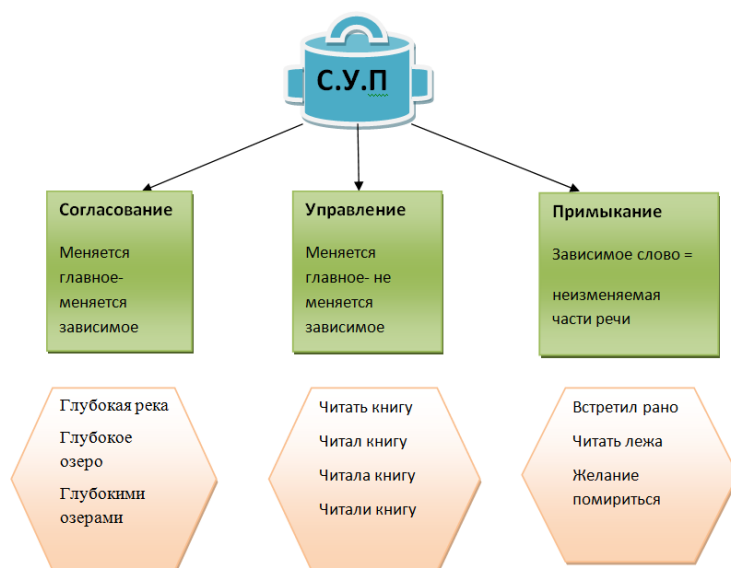 С.У.П
Согласование
Меняется
главное-
меняется
зависимое
Управление
Меняется
главное- не
меняется
зависимое
Примыкание
Зависимое слово =
неизменяемая
части речи
Глубокая река
Глубокое
озеро
Глубокими
озерами
Читать книгу
Читал книгу
Читала книгу
Читали книгу
Встретил рано
Читать лежа
Желание
помириться